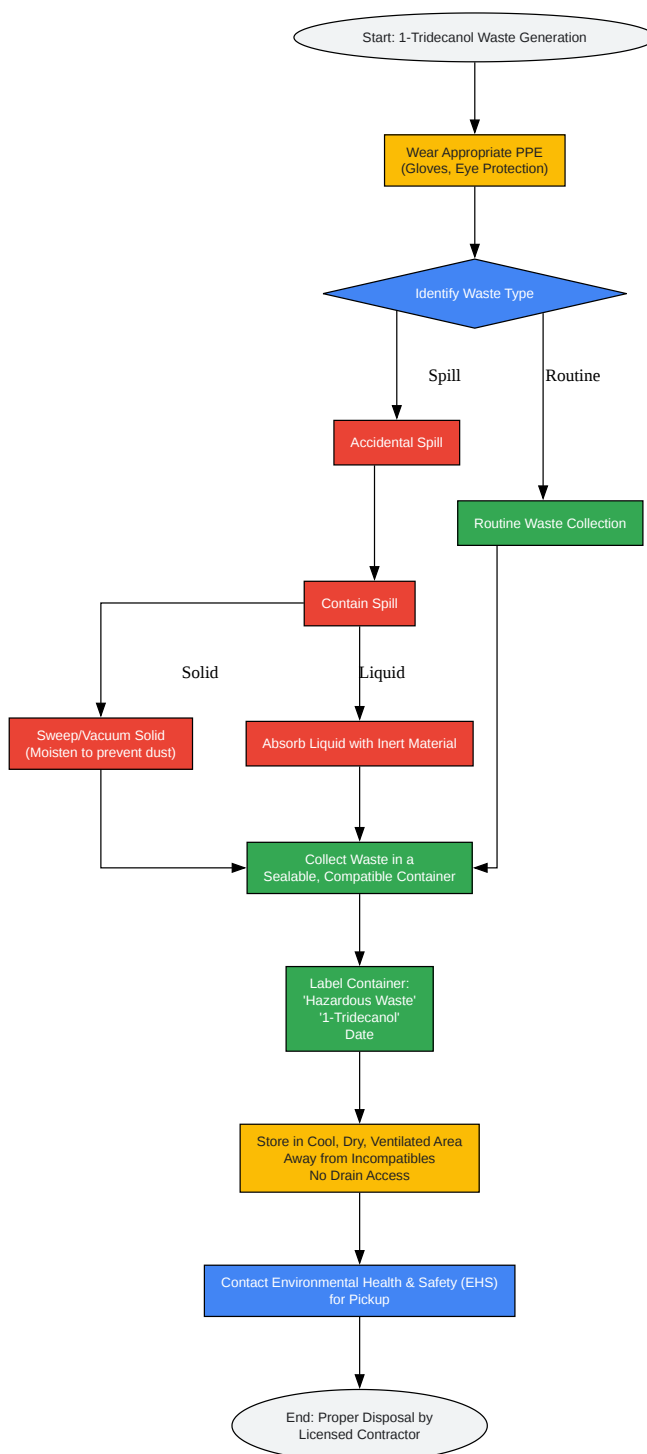 Start: 1-Tridecanol Waste Generation
Wear Appropriate PPE
(Gloves, Eye Protection)
Identify Waste Type
Spill
Routine
Accidental Spill
Routine Waste Collection
Contain Spill
Solid
Liquid
Sweep/Vacuum Solid
(Moisten to prevent dust)
Absorb Liquid with Inert Material
Collect Waste in a
Sealable, Compatible Container
Label Container:
'Hazardous Waste'
'1-Tridecanol'
Date
Store in Cool, Dry, Ventilated Area
Away from Incompatibles
No Drain Access
Contact Environmental Health & Safety (EHS)
for Pickup
End: Proper Disposal by
Licensed Contractor